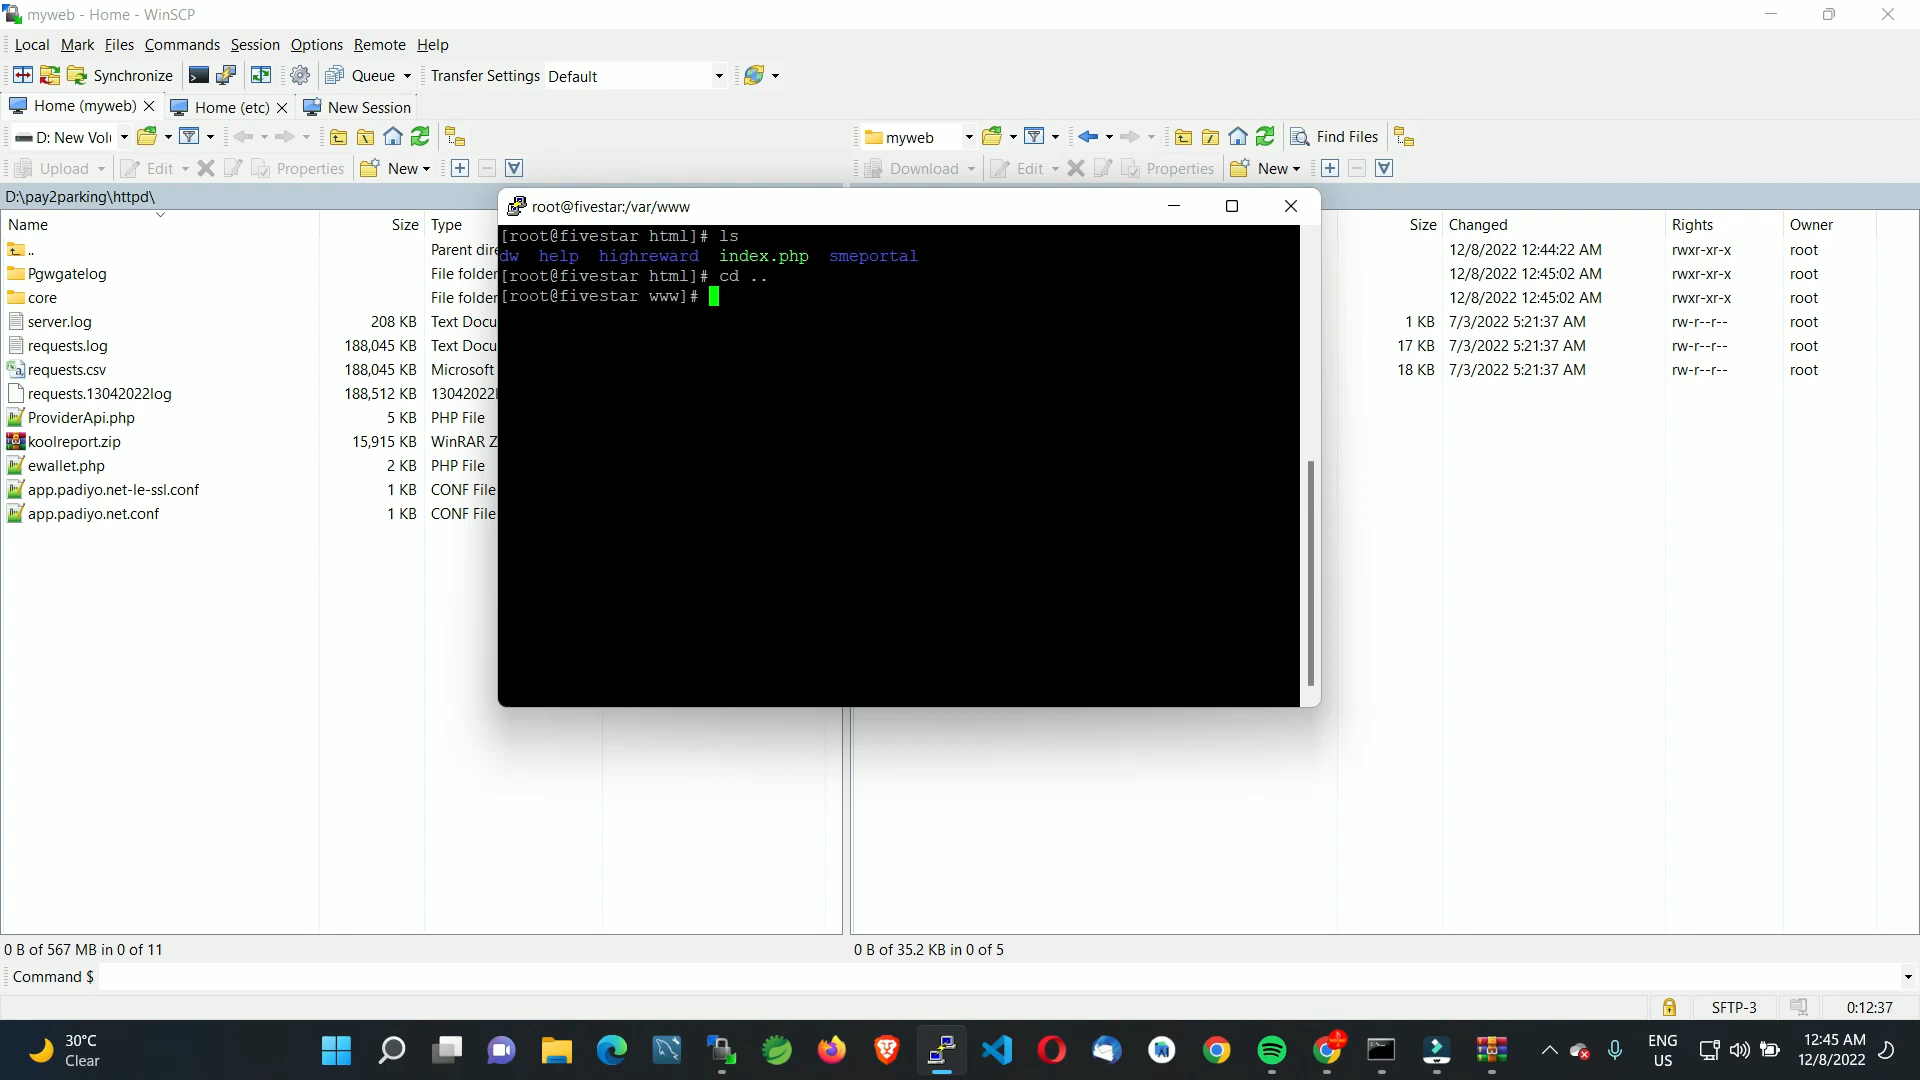 myweb - Home - WinSCP
Local Mark Files Commands Session Options Remote Help
Synchronize Queue Transfer Settings Default
Home (myweb) Home (etc) New Session
D: New Volu myweb Find Files
Upload Edit Properties New Download Edit Properties New
D:\pay2parking\httpd\
root@fivestar:/var/www
Name Size Type
.. Parent dire
Pgwgatelog File folder
core File folder
server.log 208 KB Text Docu
requests.log 188,045 KB Text Docu
requests.csv 188,045 KB Microsoft
requests.13042022log 188,512 KB 13042022l
ProviderApi.php 5 KB PHP File
koolreport.zip 15,915 KB WinRAR Z
ewallet.php 2 KB PHP File
app.padiyo.net-le-ssl.conf 1 KB CONF File
app.padiyo.net.conf 1 KB CONF File
[root@fivestar html]# ls
dw help highreward index.php smeportal
[root@fivestar html]# cd ..
[root@fivestar www]#
Size Changed Rights Owner
12/8/2022 12:44:22 AM rwxr-xr-x root
12/8/2022 12:45:02 AM rwxr-xr-x root
12/8/2022 12:45:02 AM rwxr-xr-x root
1 KB 7/3/2022 5:21:37 AM rw-r--r-- root
17 KB 7/3/2022 5:21:37 AM rw-r--r-- root
18 KB 7/3/2022 5:21:37 AM rw-r--r-- root
0 B of 567 MB in 0 of 11 0 B of 35.2 KB in 0 of 5
Command $
SFTP-3 0:12:37
30°C
Clear
ENG
US
12:45 AM
12/8/2022